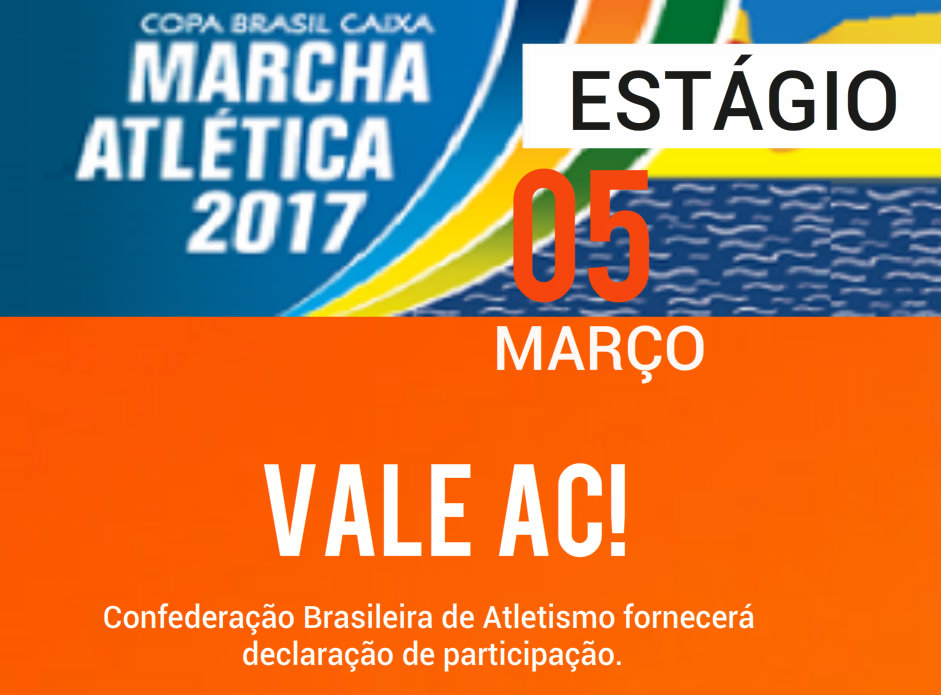 COPA BRASIL CAIXA
MARCHA
ATLÉTICA
2017
ESTÁGIO
05
MARÇO
VALE AC!
Confederação Brasileira de Atletismo fornecerá
declaração de participação.